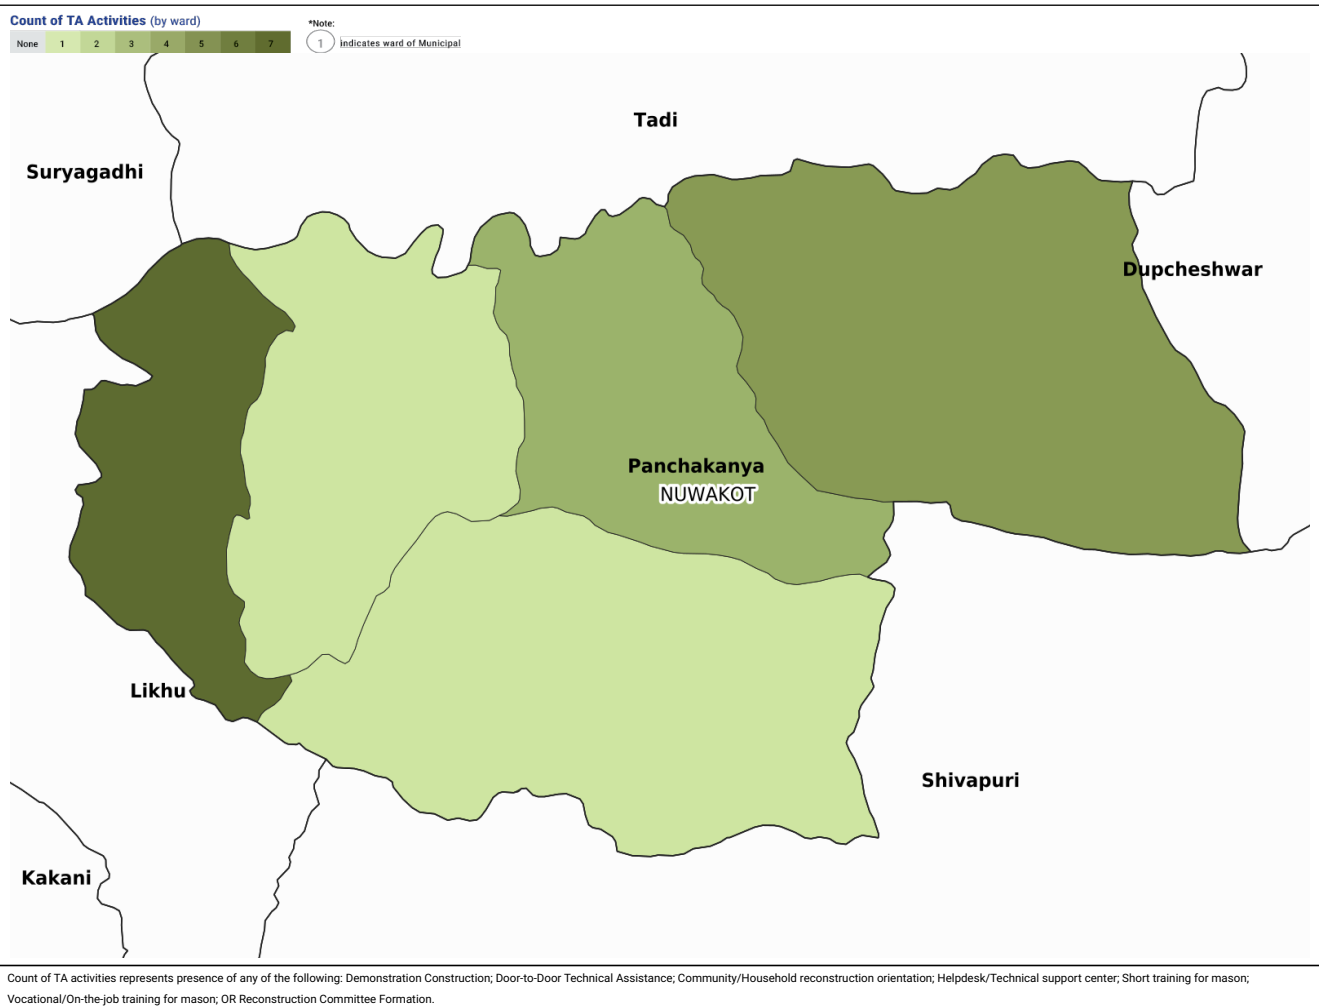 Count of TA Activities (by ward)
*Note:
None 1 2 3 4 5 6 7
1 indicates ward of Municipal
Tadi
Suryagadhi
Dupcheshwar
Panchakanya
NUWAKOT
Likhu
Shivapuri
Kakani
Count of TA activities represents presence of any of the following: Demonstration Construction; Door-to-Door Technical Assistance; Community/Household reconstruction orientation; Helpdesk/Technical support center; Short training for mason;
Vocational/On-the-job training for mason; OR Reconstruction Committee Formation.